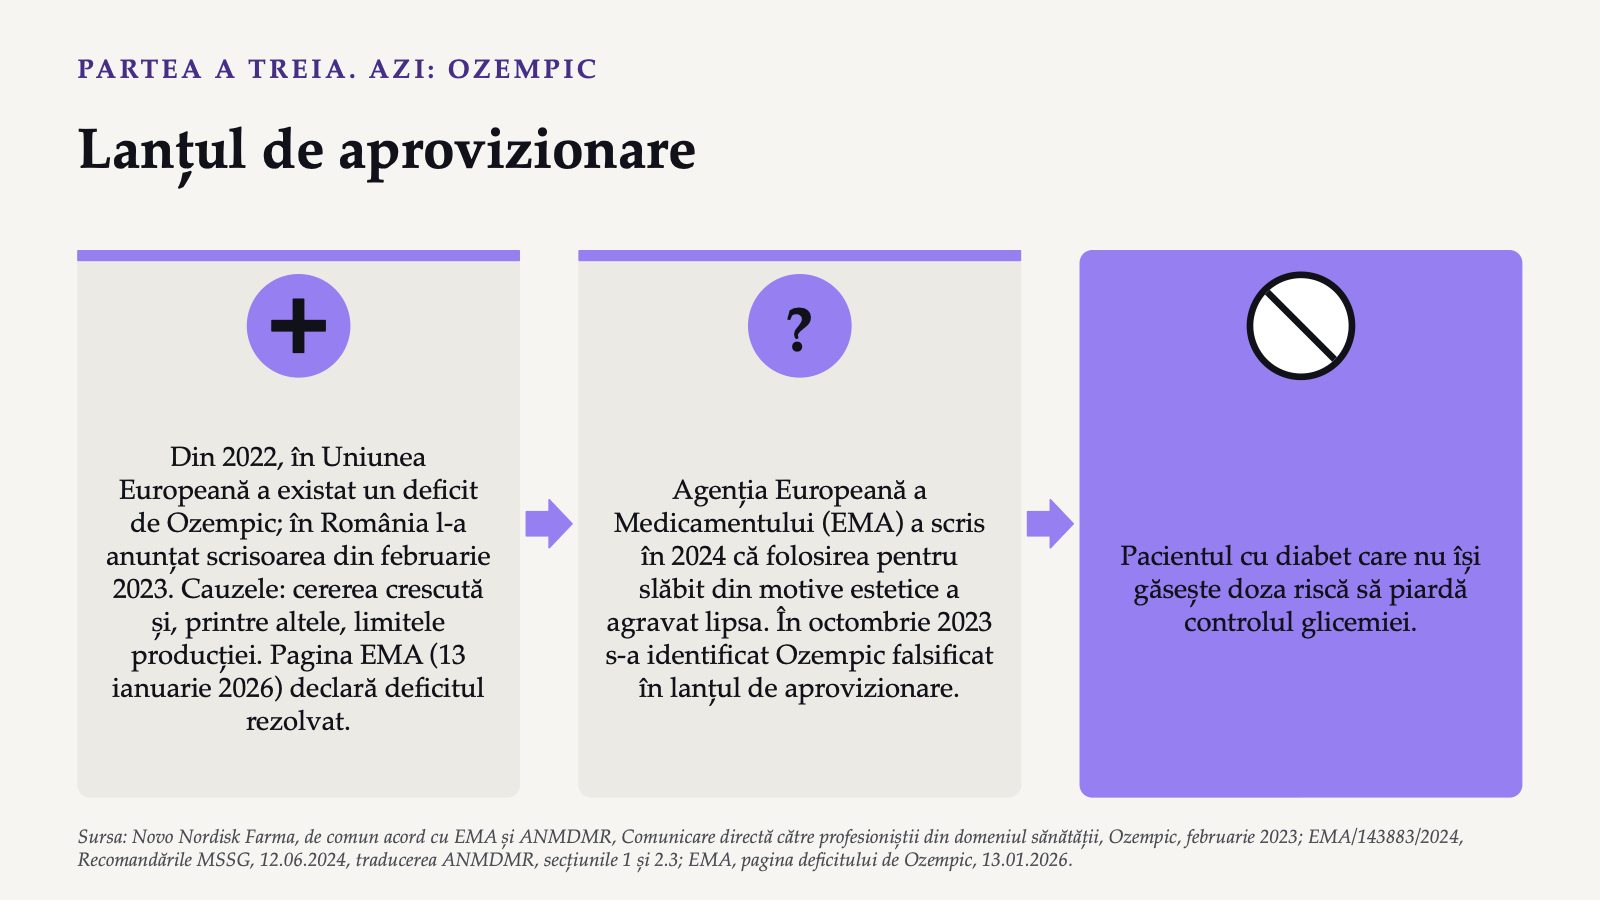 PARTEA A TREIA. AZI: OZEMPIC
Lanțul de aprovizionare
Din 2022, în Uniunea
Europeană a existat un deficit
de Ozempic; în România l-a
anunțat scrisoarea din februarie
2023. Cauzele: cererea crescută
și, printre altele, limitele
producției. Pagina EMA (13
ianuarie 2026) declară deficitul
rezolvat.
?
Agenția Europeană a
Medicamentului (EMA) a scris
în 2024 că folosirea pentru
slăbit din motive estetice a
agravat lipsa. În octombrie 2023
s-a identificat Ozempic falsificat
în lanțul de aprovizionare.
Pacientul cu diabet care nu își
găsește doza riscă să piardă
controlul glicemiei.
Sursa: Novo Nordisk Farma, de comun acord cu EMA și ANMDMR, Comunicare directă către profesioniștii din domeniul sănătății, Ozempic, februarie 2023; EMA/143883/2024,
Recomandările MSSG, 12.06.2024, traducerea ANMDMR, secțiunile 1 și 2.3; EMA, pagina deficitului de Ozempic, 13.01.2026.